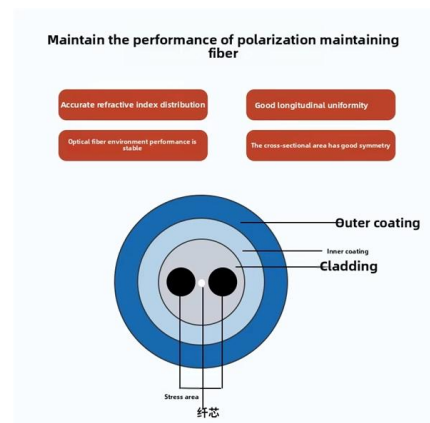 Maintain the performance of polarization maintaining
fiber
Accurate refractive index distribution
Good longitudinal uniformity
Optical fiber environment performance is
stable
The cross-sectional area has good symmetry
Outer coating
Inner coating
Cladding
Stress area
纤芯